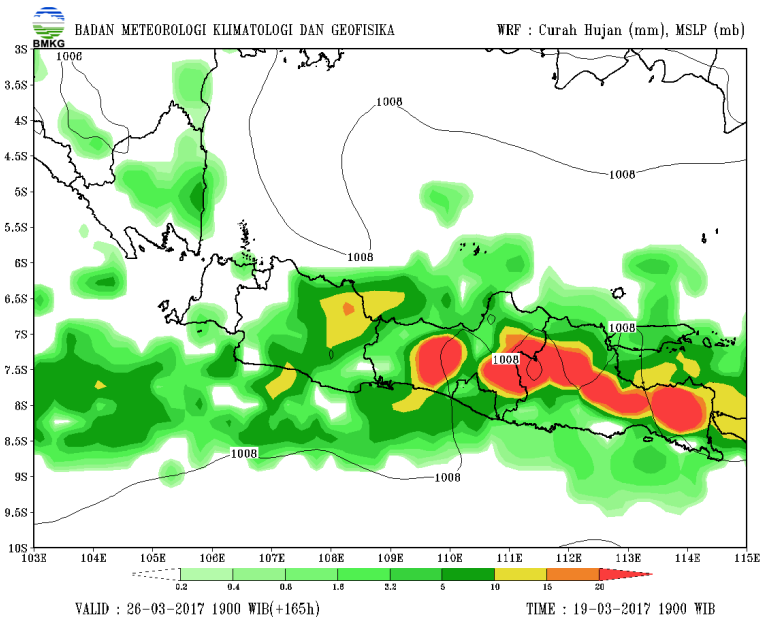 BADAN METEOROLOGI KLIMATOLOGI DAN GEOFISIKA
WRF : Curah Hujan (mm), MSLP (mb)
BMKG
3S
3.5S
4S
4.5S
5S
5.5S
6S
6.5S
7S
7.5S
8S
8.5S
9S
9.5S
10S
1006
1008
1008
1008
1008
1008
1008
1008
103E 104E 105E 106E 107E 108E 109E 110E 111E 112E 113E 114E 115E
0.2 0.4 0.8 1.6 3.2 5 10 15 20
VALID : 26-03-2017 1900 WIB(+165h)
TIME : 19-03-2017 1900 WIB